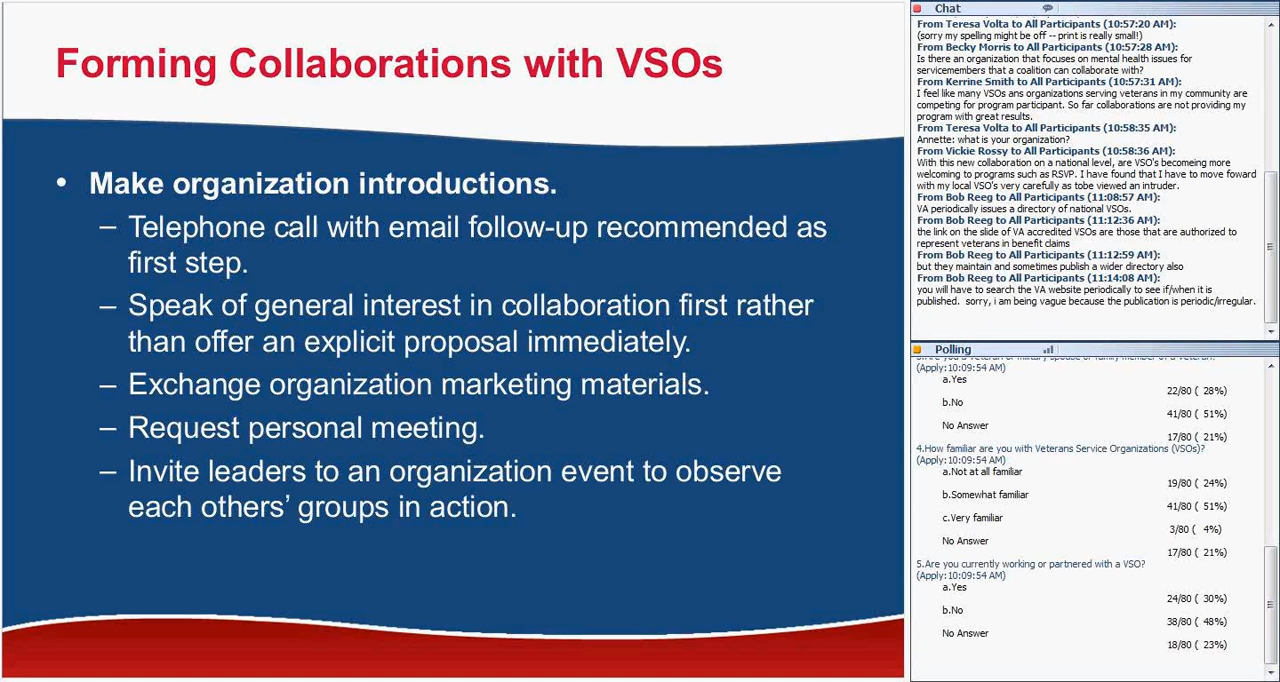 Forming Collaborations with VSOs
• Make organization introductions.
– Telephone call with email follow-up recommended as
first step.
– Speak of general interest in collaboration first rather
than offer an explicit proposal immediately.
– Exchange organization marketing materials.
– Request personal meeting.
– Invite leaders to an organization event to observe
each others’ groups in action.
Chat
From Teresa Volta to All Participants (10:57:20 AM):
(sorry my spelling might be off -- print is really small!)
From Becky Morris to All Participants (10:57:28 AM):
Is there an organization that focuses on mental health issues for
servicemembers that a coalition can collaborate with?
From Kerrine Smith to All Participants (10:57:31 AM):
I feel like many VSOs ans organizations serving veterans in my community are
competing for program participant. So far collaborations are not providing my
program with great results.
From Teresa Volta to All Participants (10:58:35 AM):
Annette: what is your organization?
From Vickie Rossy to All Participants (10:58:36 AM):
With this new collaboration on a national level, are VSO's becomeing more
welcoming to programs such as RSVP. I have found that I have to move foward
with my local VSO's very carefully as tobe viewed an intruder.
From Bob Reeg to All Participants (11:08:57 AM):
VA periodically issues a directory of national VSOs.
From Bob Reeg to All Participants (11:12:36 AM):
the link on the slide of VA accredited VSOs are those that are authorized to
represent veterans in benefit claims
From Bob Reeg to All Participants (11:12:59 AM):
but they maintain and sometimes publish a wider directory also
From Bob Reeg to All Participants (11:14:08 AM):
you will have to search the VA website periodically to see if/when it is
published. sorry, i am being vague because the publication is periodic/irregular.
Polling
(Apply:10:09:54 AM)
a.Yes
22/80 ( 28%)
b.No
41/80 ( 51%)
No Answer
17/80 ( 21%)
4.How familiar are you with Veterans Service Organizations (VSOs)?
(Apply:10:09:54 AM)
a.Not at all familiar
19/80 ( 24%)
b.Somewhat familiar
41/80 ( 51%)
c.Very familiar
3/80 ( 4%)
No Answer
17/80 ( 21%)
5.Are you currently working or partnered with a VSO?
(Apply:10:09:54 AM)
a.Yes
24/80 ( 30%)
b.No
38/80 ( 48%)
No Answer
18/80 ( 23%)